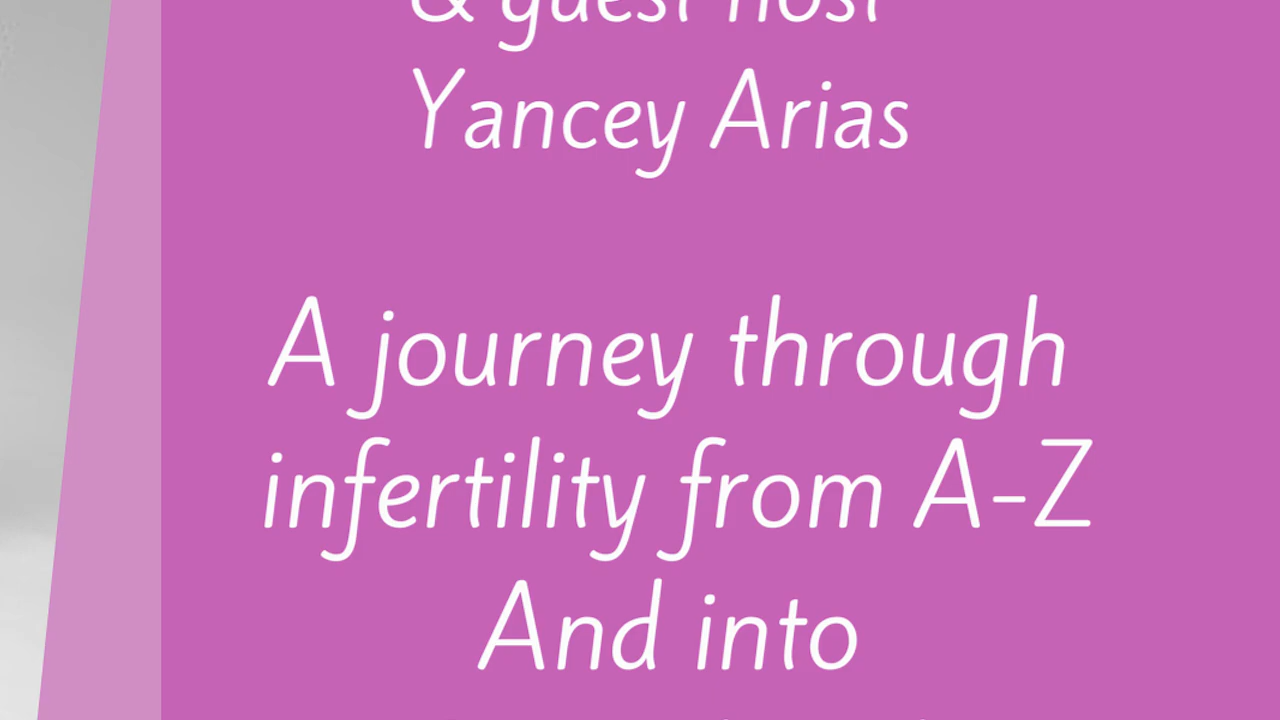 & guest host
Yancey Arias
A journey through
infertility from A-Z
And into